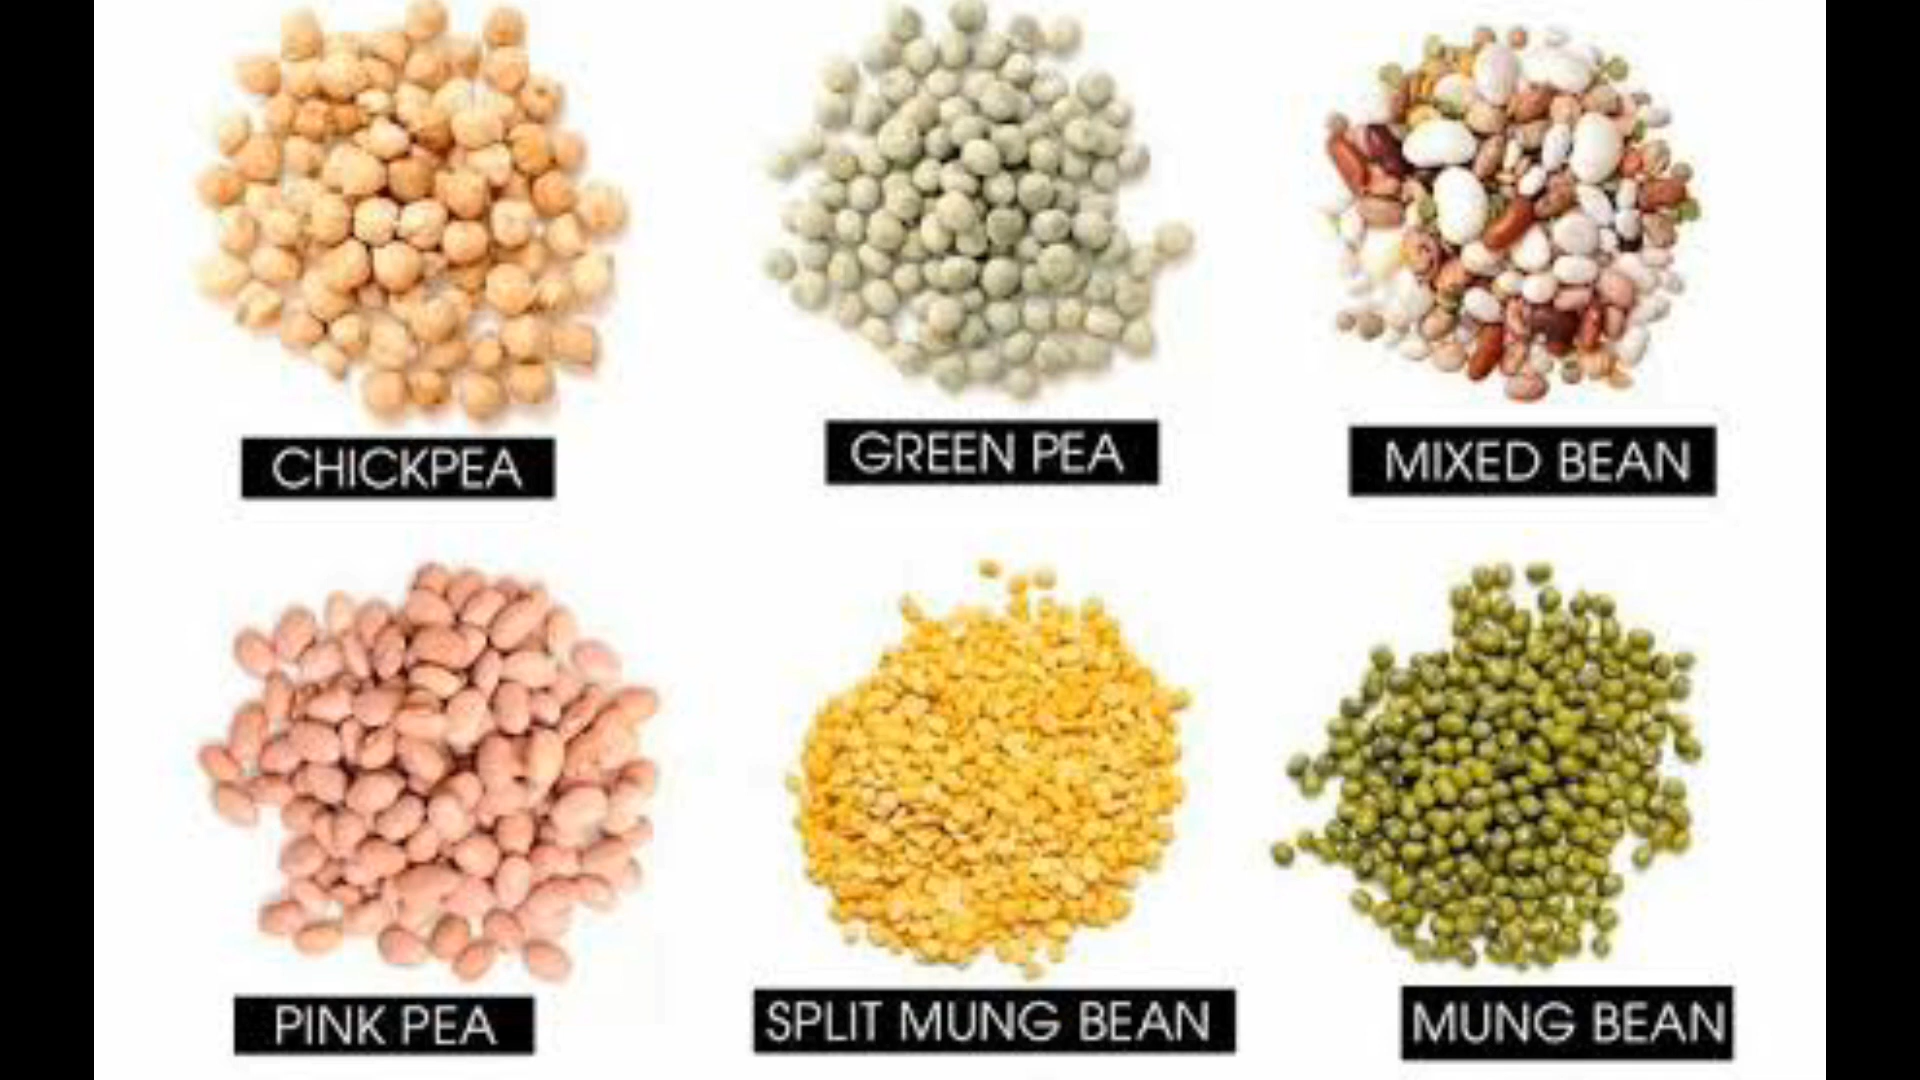 CHICKPEA
GREEN PEA
MIXED BEAN
PINK PEA
SPLIT MUNG BEAN
MUNG BEAN